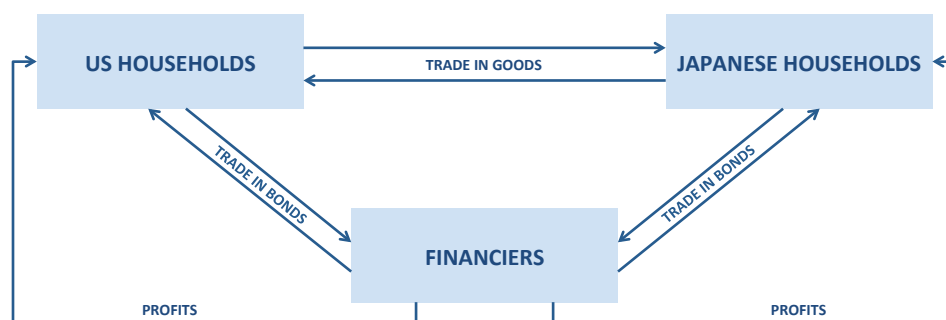 US HOUSEHOLDS
TRADE IN GOODS
JAPANESE HOUSEHOLDS
TRADE IN BONDS
TRADE IN BONDS
FINANCIERS
PROFITS
PROFITS